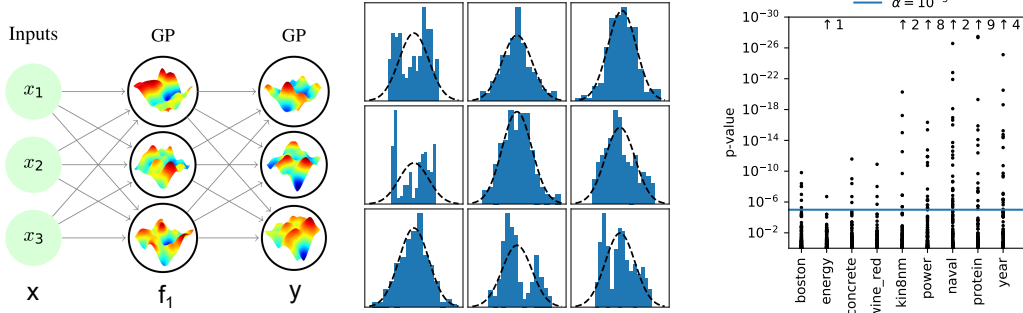 Inputs
GP
GP
x₁
x₂
x₃
x
f₁
y
p-value
10⁻³⁰
10⁻²⁶
10⁻²²
10⁻¹⁸
10⁻¹⁴
10⁻¹⁰
10⁻⁶
10⁻²
↑ 1
↑ 2
↑ 8
↑ 2
↑ 9
↑ 4
boston
energy
concrete
wine_red
kin8nm
power
naval
protein
year